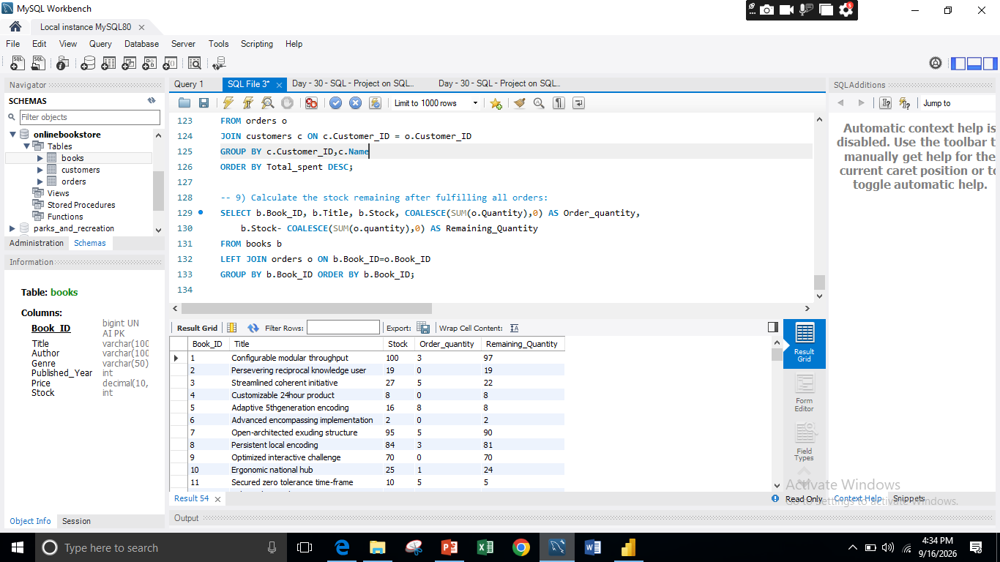 MySQL Workbench
5
Local instance MySQL80
File Edit View Query Database Server Tools Scripting Help
Navigator
SCHEMAS
Filter objects
onlinebookstore
Tables
books
customers
orders
Views
Stored Procedures
Functions
parks_and_recreation
Administration Schemas
Information
Table: books
Columns:
Book_ID bigint UN
AI PK
Title varchar(100
Author varchar(100
Genre varchar(50)
Published_Year int
Price decimal(10,
Stock int
Object Info Session
Query 1 SQL File 3* Day - 30 - SQL - Project on SQL... Day - 30 - SQL - Project on SQL...
Limit to 1000 rows
123 FROM orders o
124 JOIN customers c ON c.Customer_ID = o.Customer_ID
125 GROUP BY c.Customer_ID,c.Name
126 ORDER BY Total_spent DESC;
127
128 -- 9) Calculate the stock remaining after fulfilling all orders:
129 SELECT b.Book_ID, b.Title, b.Stock, COALESCE(SUM(o.Quantity),0) AS Order_quantity,
130 b.Stock- COALESCE(SUM(o.quantity),0) AS Remaining_Quantity
131 FROM books b
132 LEFT JOIN orders o ON b.Book_ID=o.Book_ID
133 GROUP BY b.Book_ID ORDER BY b.Book_ID;
134
Result Grid Filter Rows: Export: Wrap Cell Content:
Book_ID Title Stock Order_quantity Remaining_Quantity
1 Configurable modular throughput 100 3 97
2 Persevering reciprocal knowledge user 19 0 19
3 Streamlined coherent initiative 27 5 22
4 Customizable 24hour product 8 0 8
5 Adaptive 5thgeneration encoding 16 8 8
6 Advanced encompassing implementation 2 0 2
7 Open-architected exuding structure 95 5 90
8 Persistent local encoding 84 3 81
9 Optimized interactive challenge 70 0 70
10 Ergonomic national hub 25 1 24
11 Secured zero tolerance time-frame 10 5 5
Result
Grid
Form
Editor
Field
Types
Result 54
Read Only
Output
SQLAdditions
Jump to
Automatic context help is
disabled. Use the toolbar t
manually get help for the
current caret position or to
toggle automatic help.
Activate Windows
Go to Settings to activate Windows.
Context Help Snippets
Type here to search
4:34 PM
9/16/2026